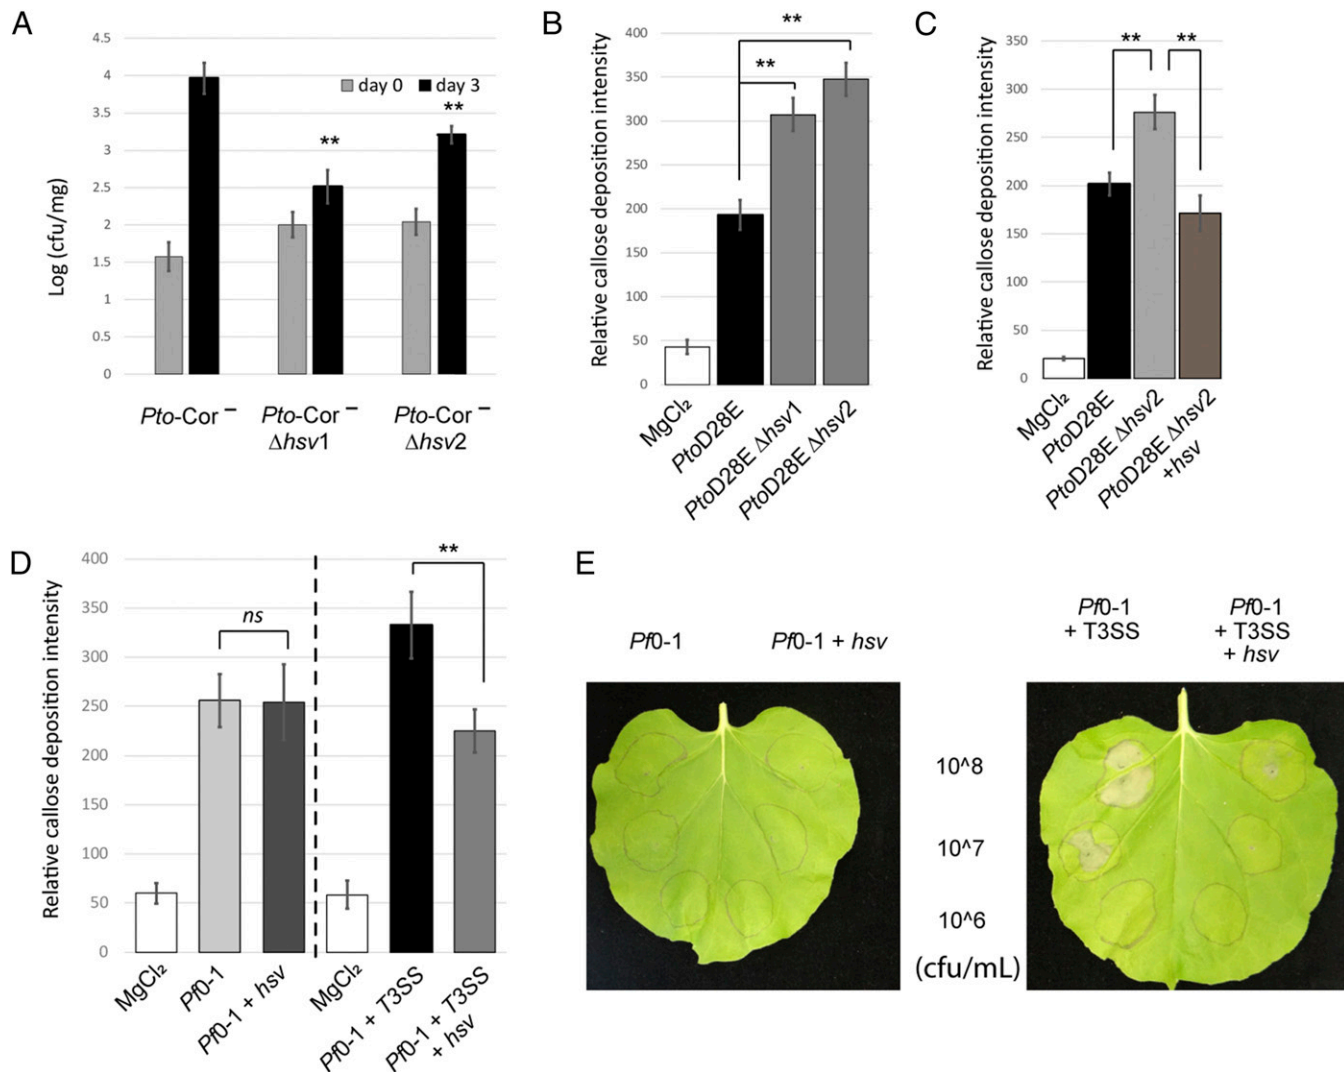 A
Log (cfu/mg)
4.5
4
3.5
3
2.5
2
1.5
1
0.5
0
day 0
day 3
**
**
Pto-Cor⁻
Pto-Cor⁻
Δhsv1
Pto-Cor⁻
Δhsv2
B
Relative callose deposition intensity
400
350
300
250
200
150
100
50
0
**
**
MgCl₂
PtoD28E
PtoD28E Δhsv1
PtoD28E Δhsv2
C
Relative callose deposition intensity
350
300
250
200
150
100
50
0
**
**
MgCl₂
PtoD28E
PtoD28E Δhsv2
PtoD28E Δhsv2
+hsv
D
Relative callose deposition intensity
400
350
300
250
200
150
100
50
0
ns
**
MgCl₂
Pf0-1
Pf0-1 + hsv
MgCl₂
Pf0-1 + T3SS
Pf0-1 + T3SS
+ hsv
E
Pf0-1
Pf0-1 + hsv
Pf0-1
+ T3SS
Pf0-1
+ T3SS
+ hsv
10^8
10^7
10^6
(cfu/mL)